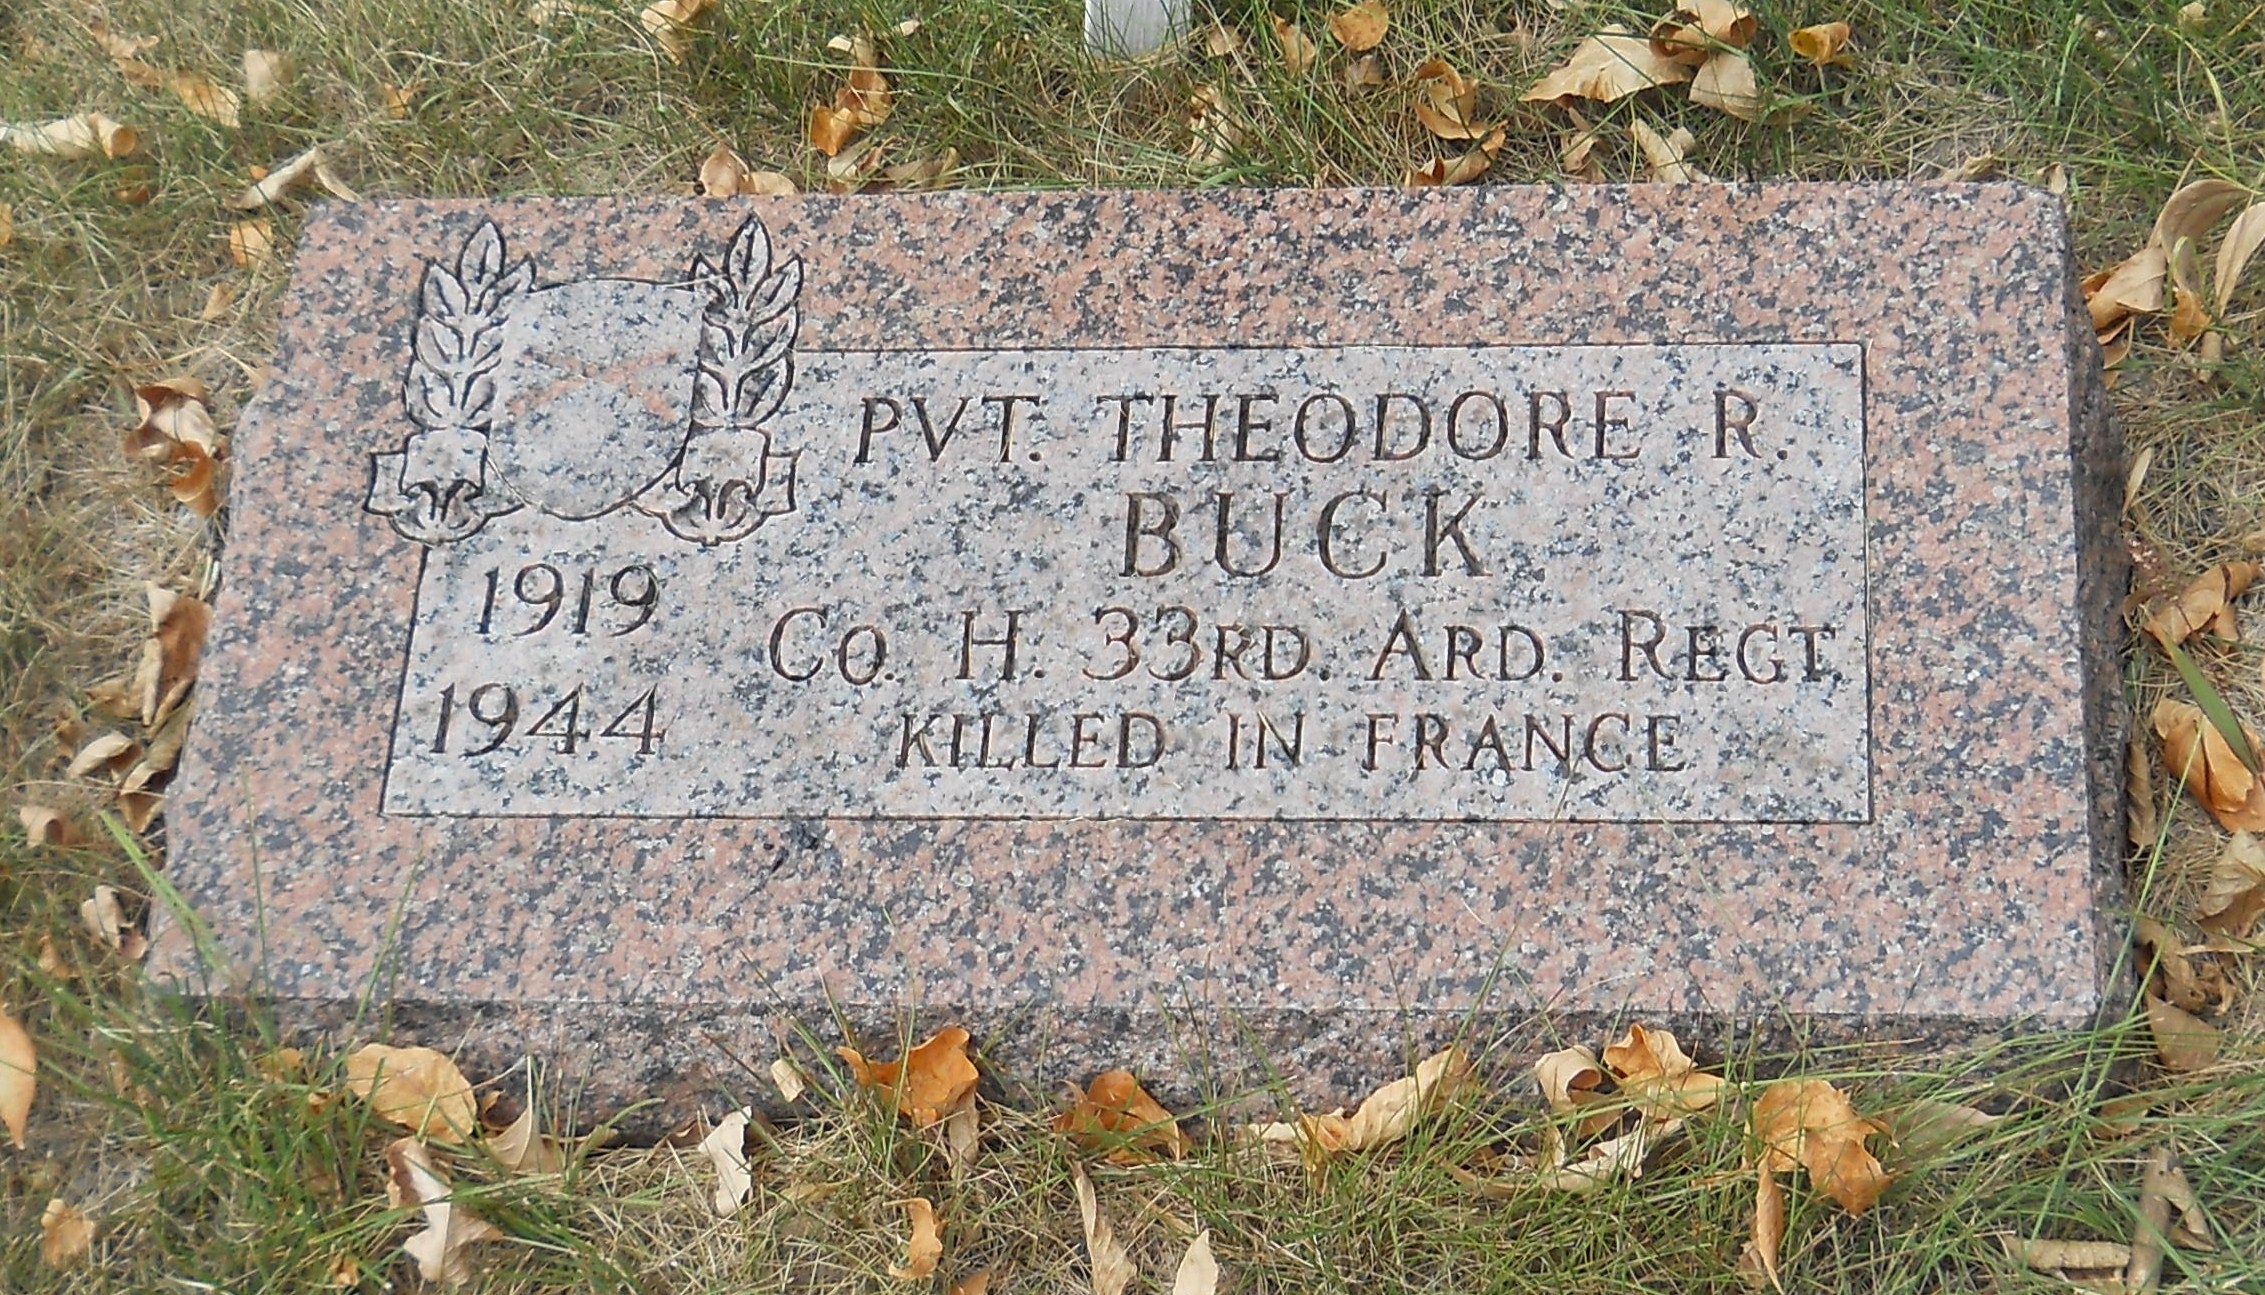 PVT. THEODORE R.
BUCK
1919
1944
Co. H. 33RD. ARD. REGT.
KILLED IN FRANCE